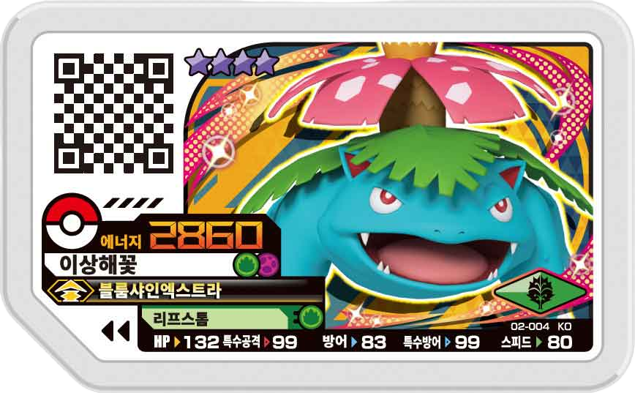 에너지 2860
이상해꽃
블룸샤인엑스트라
리프스톰
HP 132 특수공격 99 방어 83 특수방어 99 스피드 80
02-004 KO